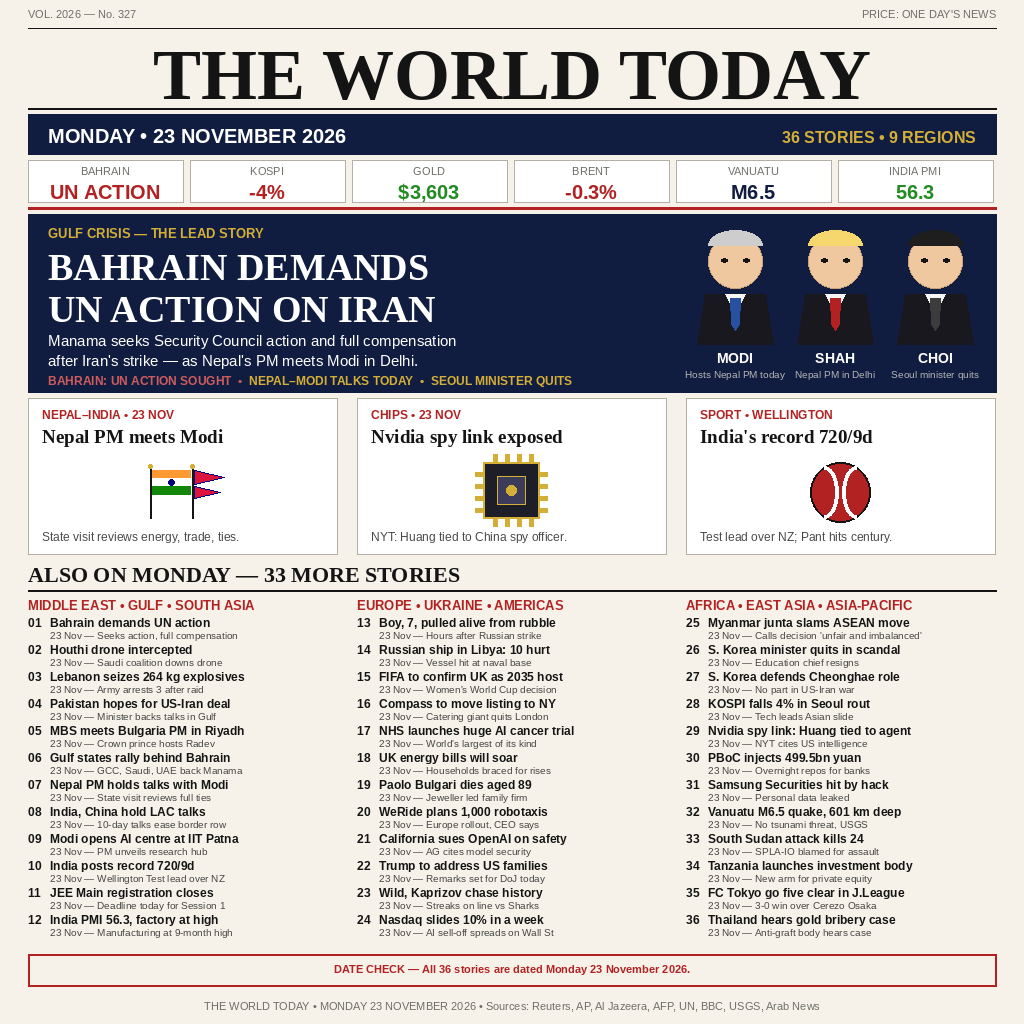 VOL. 2026 — No. 327
PRICE: ONE DAY'S NEWS
THE WORLD TODAY
MONDAY • 23 NOVEMBER 2026
36 STORIES • 9 REGIONS
BAHRAIN
UN ACTION
KOSPI
-4%
GOLD
$3,603
BRENT
-0.3%
VANUATU
M6.5
INDIA PMI
56.3
GULF CRISIS — THE LEAD STORY
BAHRAIN DEMANDS
UN ACTION ON IRAN
Manama seeks Security Council action and full compensation
after Iran's strike — as Nepal's PM meets Modi in Delhi.
BAHRAIN: UN ACTION SOUGHT • NEPAL–MODI TALKS TODAY • SEOUL MINISTER QUITS
MODI
Hosts Nepal PM today
SHAH
Nepal PM in Delhi
CHOI
Seoul minister quits
NEPAL–INDIA • 23 NOV
Nepal PM meets Modi
State visit reviews energy, trade, ties.
CHIPS • 23 NOV
Nvidia spy link exposed
NYT: Huang tied to China spy officer.
SPORT • WELLINGTON
India's record 720/9d
Test lead over NZ; Pant hits century.
ALSO ON MONDAY — 33 MORE STORIES
MIDDLE EAST • GULF • SOUTH ASIA
01 Bahrain demands UN action
23 Nov — Seeks action, full compensation
02 Houthi drone intercepted
23 Nov — Saudi coalition downs drone
03 Lebanon seizes 264 kg explosives
23 Nov — Army arrests 3 after raid
04 Pakistan hopes for US-Iran deal
23 Nov — Minister backs talks in Gulf
05 MBS meets Bulgaria PM in Riyadh
23 Nov — Crown prince hosts Radev
06 Gulf states rally behind Bahrain
23 Nov — GCC, Saudi, UAE back Manama
07 Nepal PM holds talks with Modi
23 Nov — State visit reviews full ties
08 India, China hold LAC talks
23 Nov — 10-day talks ease border row
09 Modi opens AI centre at IIT Patna
23 Nov — PM unveils research hub
10 India posts record 720/9d
23 Nov — Wellington Test lead over NZ
11 JEE Main registration closes
23 Nov — Deadline today for Session 1
12 India PMI 56.3, factory at high
23 Nov — Manufacturing at 9-month high
EUROPE • UKRAINE • AMERICAS
13 Boy, 7, pulled alive from rubble
23 Nov — Hours after Russian strike
14 Russian ship in Libya: 10 hurt
23 Nov — Vessel hit at naval base
15 FIFA to confirm UK as 2035 host
23 Nov — Women's World Cup decision
16 Compass to move listing to NY
23 Nov — Catering giant quits London
17 NHS launches huge AI cancer trial
23 Nov — World's largest of its kind
18 UK energy bills will soar
23 Nov — Households braced for rises
19 Paolo Bulgari dies aged 89
23 Nov — Jeweller led family firm
20 WeRide plans 1,000 robotaxis
23 Nov — Europe rollout, CEO says
21 California sues OpenAI on safety
23 Nov — AG cites model security
22 Trump to address US families
23 Nov — Remarks set for DoJ today
23 Wild, Kaprizov chase history
23 Nov — Streaks on line vs Sharks
24 Nasdaq slides 10% in a week
23 Nov — AI sell-off spreads on Wall St
AFRICA • EAST ASIA • ASIA-PACIFIC
25 Myanmar junta slams ASEAN move
23 Nov — Calls decision 'unfair and imbalanced'
26 S. Korea minister quits in scandal
23 Nov — Education chief resigns
27 S. Korea defends Cheonghae role
23 Nov — No part in US-Iran war
28 KOSPI falls 4% in Seoul rout
23 Nov — Tech leads Asian slide
29 Nvidia spy link: Huang tied to agent
23 Nov — NYT cites US intelligence
30 PBoC injects 499.5bn yuan
23 Nov — Overnight repos for banks
31 Samsung Securities hit by hack
23 Nov — Personal data leaked
32 Vanuatu M6.5 quake, 601 km deep
23 Nov — No tsunami threat, USGS
33 South Sudan attack kills 24
23 Nov — SPLA-IO blamed for assault
34 Tanzania launches investment body
23 Nov — New arm for private equity
35 FC Tokyo go five clear in J.League
23 Nov — 3-0 win over Cerezo Osaka
36 Thailand hears gold bribery case
23 Nov — Anti-graft body hears case
DATE CHECK — All 36 stories are dated Monday 23 November 2026.
THE WORLD TODAY • MONDAY 23 NOVEMBER 2026 • Sources: Reuters, AP, Al Jazeera, AFP, UN, BBC, USGS, Arab News